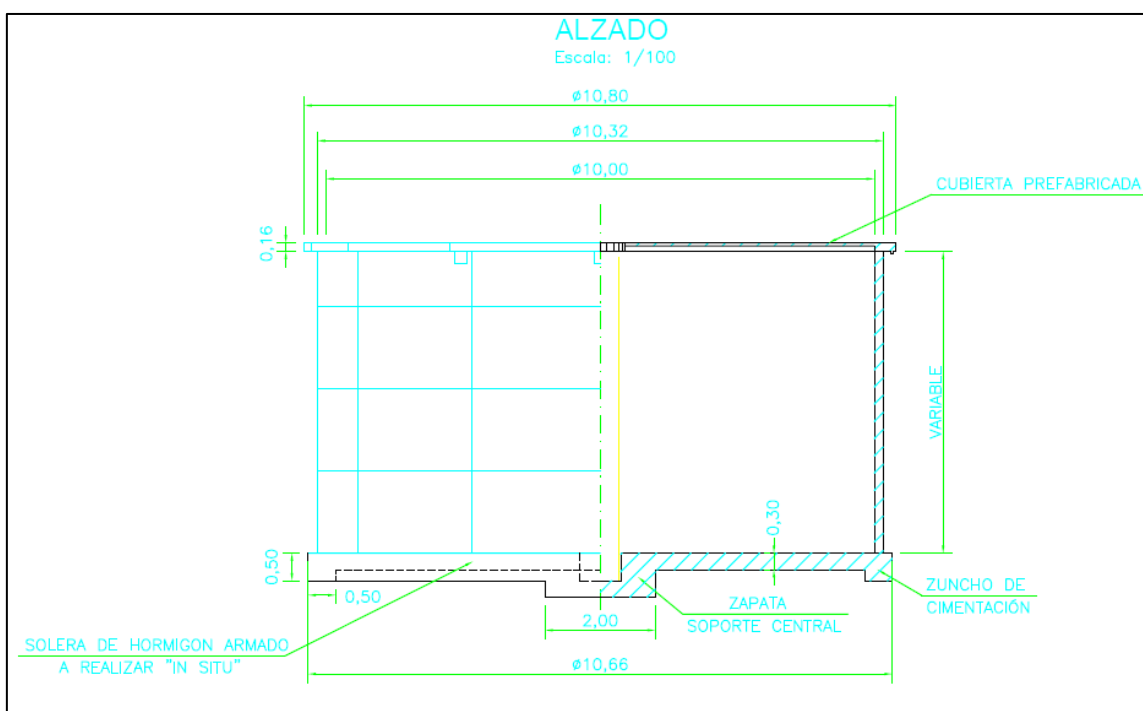 ALZADO
Escala: 1/100
ø10,80
ø10,32
ø10,00
CUBIERTA PREFABRICADA
0,16
VARIABLE
0,30
0,50
0,50
ZUNCHO DE
CIMENTACIÓN
ZAPATA
SOPORTE CENTRAL
2,00
SOLERA DE HORMIGON ARMADO
A REALIZAR "IN SITU"
ø10,66